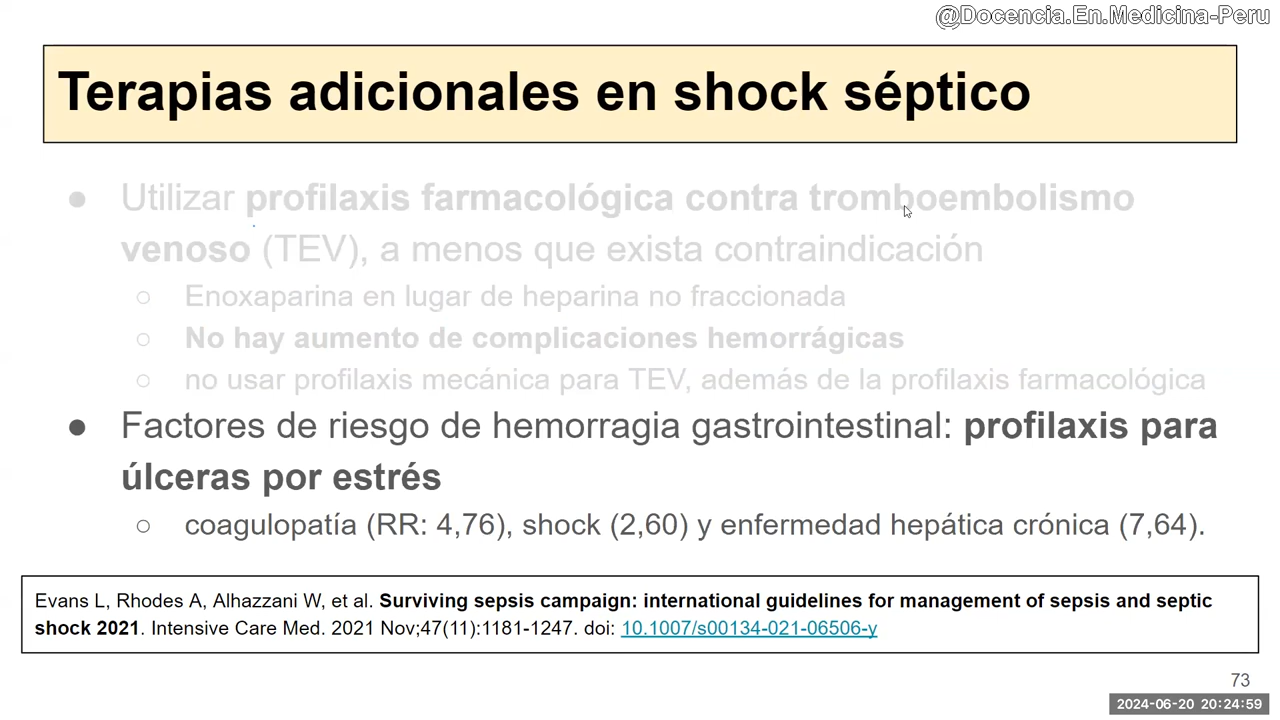 @Docencia.En.Medicina-Peru
Terapias adicionales en shock séptico
● Utilizar profilaxis farmacológica contra tromboembolismo
venoso (TEV), a menos que exista contraindicación
○ Enoxaparina en lugar de heparina no fraccionada
○ No hay aumento de complicaciones hemorrágicas
○ no usar profilaxis mecánica para TEV, además de la profilaxis farmacológica
● Factores de riesgo de hemorragia gastrointestinal: profilaxis para
úlceras por estrés
○ coagulopatía (RR: 4,76), shock (2,60) y enfermedad hepática crónica (7,64).
Evans L, Rhodes A, Alhazzani W, et al. Surviving sepsis campaign: international guidelines for management of sepsis and septic
shock 2021. Intensive Care Med. 2021 Nov;47(11):1181-1247. doi: 10.1007/s00134-021-06506-y
73
2024-06-20 20:24:59